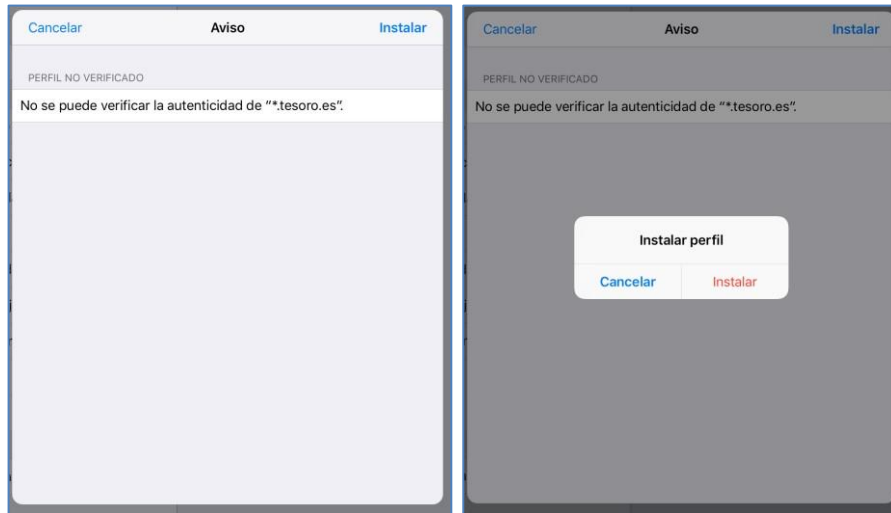 Cancelar Aviso Instalar
PERFIL NO VERIFICADO
No se puede verificar la autenticidad de “*.tesoro.es”.
Cancelar Aviso Instalar
PERFIL NO VERIFICADO
No se puede verificar la autenticidad de “*.tesoro.es”.
Instalar perfil
Cancelar Instalar